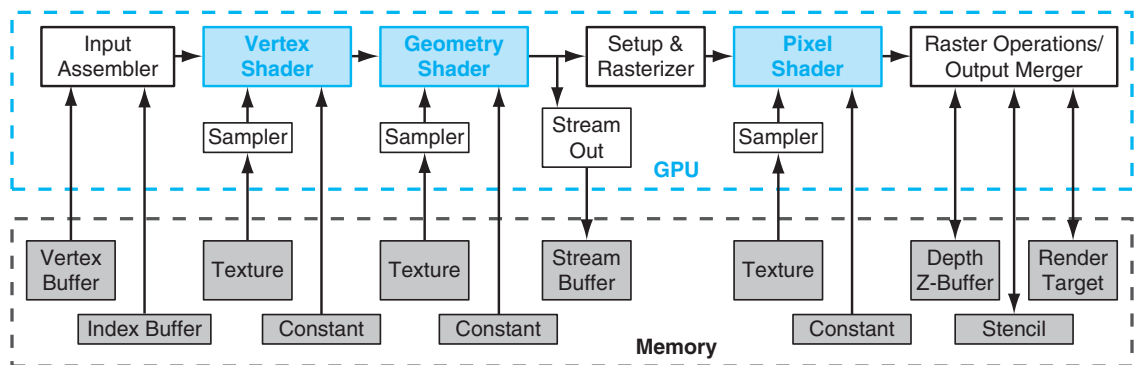 Input
Assembler
Vertex
Shader
Geometry
Shader
Setup &
Rasterizer
Pixel
Shader
Raster Operations/
Output Merger
Sampler
Sampler
Stream
Out
Sampler
GPU
Vertex
Buffer
Texture
Texture
Stream
Buffer
Texture
Depth
Z-Buffer
Render
Target
Index Buffer
Constant
Constant
Constant
Stencil
Memory